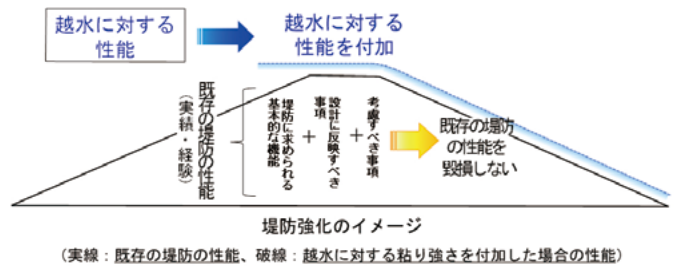 越水に対する
性能
越水に対する
性能を付加
既存の堤防の性能
(実績・経験)
堤防に求められる
基本的な機能
+
設計に反映すべき
事項
+
考慮すべき事項
既存の堤防
の性能を
毀損しない
堤防強化のイメージ
(実線:既存の堤防の性能、破線:越水に対する粘り強さを付加した場合の性能)